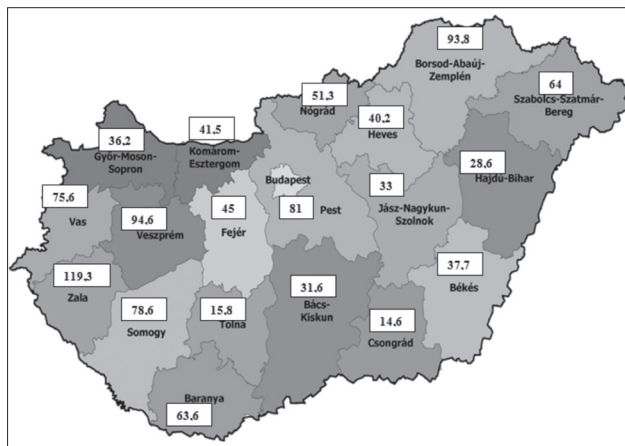 93,8
Borsod-Abaúj-
Zemplén
64
Szabolcs-Szatmár-
Bereg
51,3
Nógrád
40,2
Heves
41,5
Komárom-
Esztergom
36,2
Győr-Moson-
Sopron
28,6
Hajdú-Bihar
Budapest
33
Jász-Nagykun-
Szolnok
75,6
Vas
94,6
Veszprém
45
Fejér
81
Pest
119,3
Zala
78,6
Somogy
15,8
Tolna
31,6
Bács-
Kiskun
37,7
Békés
14,6
Csongrád
Baranya
63,6